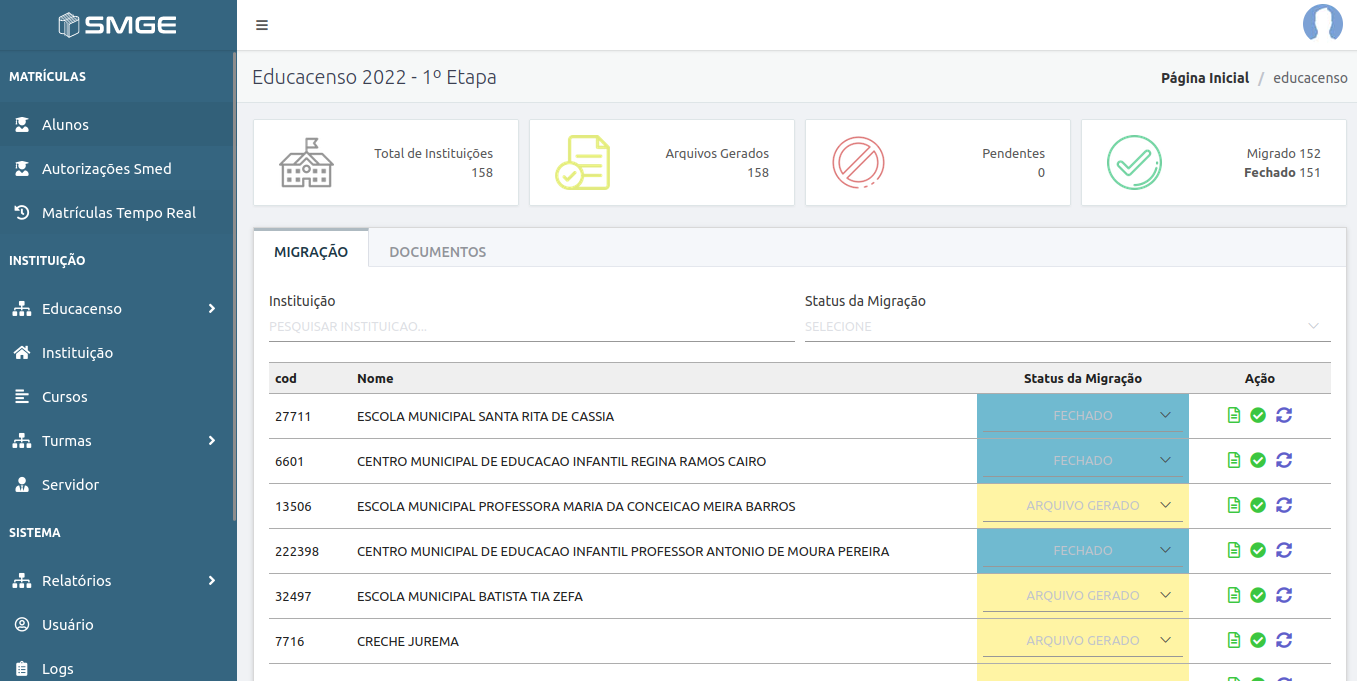 SMGE
MATRÍCULAS
Alunos
Autorizações Smed
Matrículas Tempo Real
INSTITUIÇÃO
Educacenso
Instituição
Cursos
Turmas
Servidor
SISTEMA
Relatórios
Usuário
Logs
Educacenso 2022 - 1º Etapa
Página Inicial / educacenso
Total de Instituições
158
Arquivos Gerados
158
Pendentes
0
Migrado 152
Fechado 151
MIGRAÇÃO DOCUMENTOS
Instituição Status da Migração
PESQUISAR INSTITUICAO... SELECIONE
cod Nome Status da Migração Ação
27711 ESCOLA MUNICIPAL SANTA RITA DE CASSIA FECHADO
6601 CENTRO MUNICIPAL DE EDUCACAO INFANTIL REGINA RAMOS CAIRO FECHADO
13506 ESCOLA MUNICIPAL PROFESSORA MARIA DA CONCEICAO MEIRA BARROS ARQUIVO GERADO
222398 CENTRO MUNICIPAL DE EDUCACAO INFANTIL PROFESSOR ANTONIO DE MOURA PEREIRA FECHADO
32497 ESCOLA MUNICIPAL BATISTA TIA ZEFA ARQUIVO GERADO
7716 CRECHE JUREMA ARQUIVO GERADO